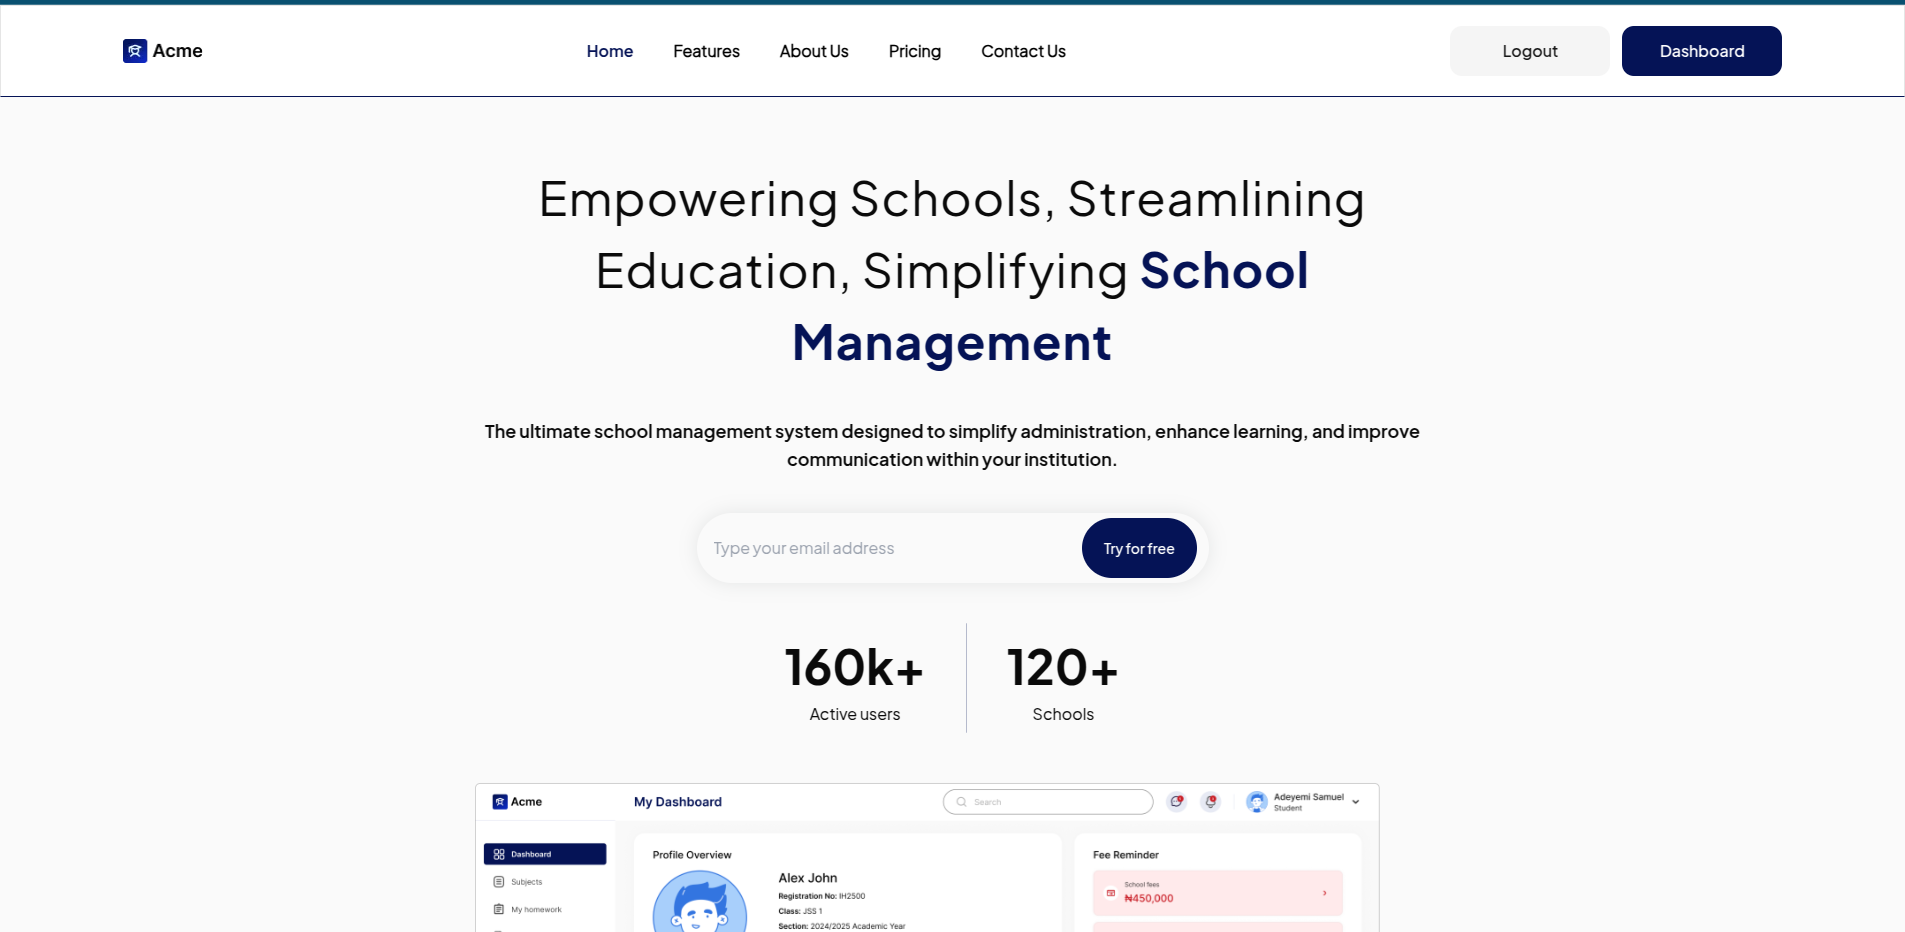 Acme
Home
Features
About Us
Pricing
Contact Us
Logout
Dashboard
Empowering Schools, Streamlining
Education, Simplifying School
Management
The ultimate school management system designed to simplify administration, enhance learning, and improve
communication within your institution.
Type your email address
Try for free
160k+
Active users
120+
Schools
Acme
My Dashboard
Search
Adeyemi Samuel
Student
Dashboard
Subjects
My homework
Profile Overview
Alex John
Registration No: IH2500
Class: JSS 1
Section: 2024/2025 Academic Year
Fee Reminder
School fees
₦450,000